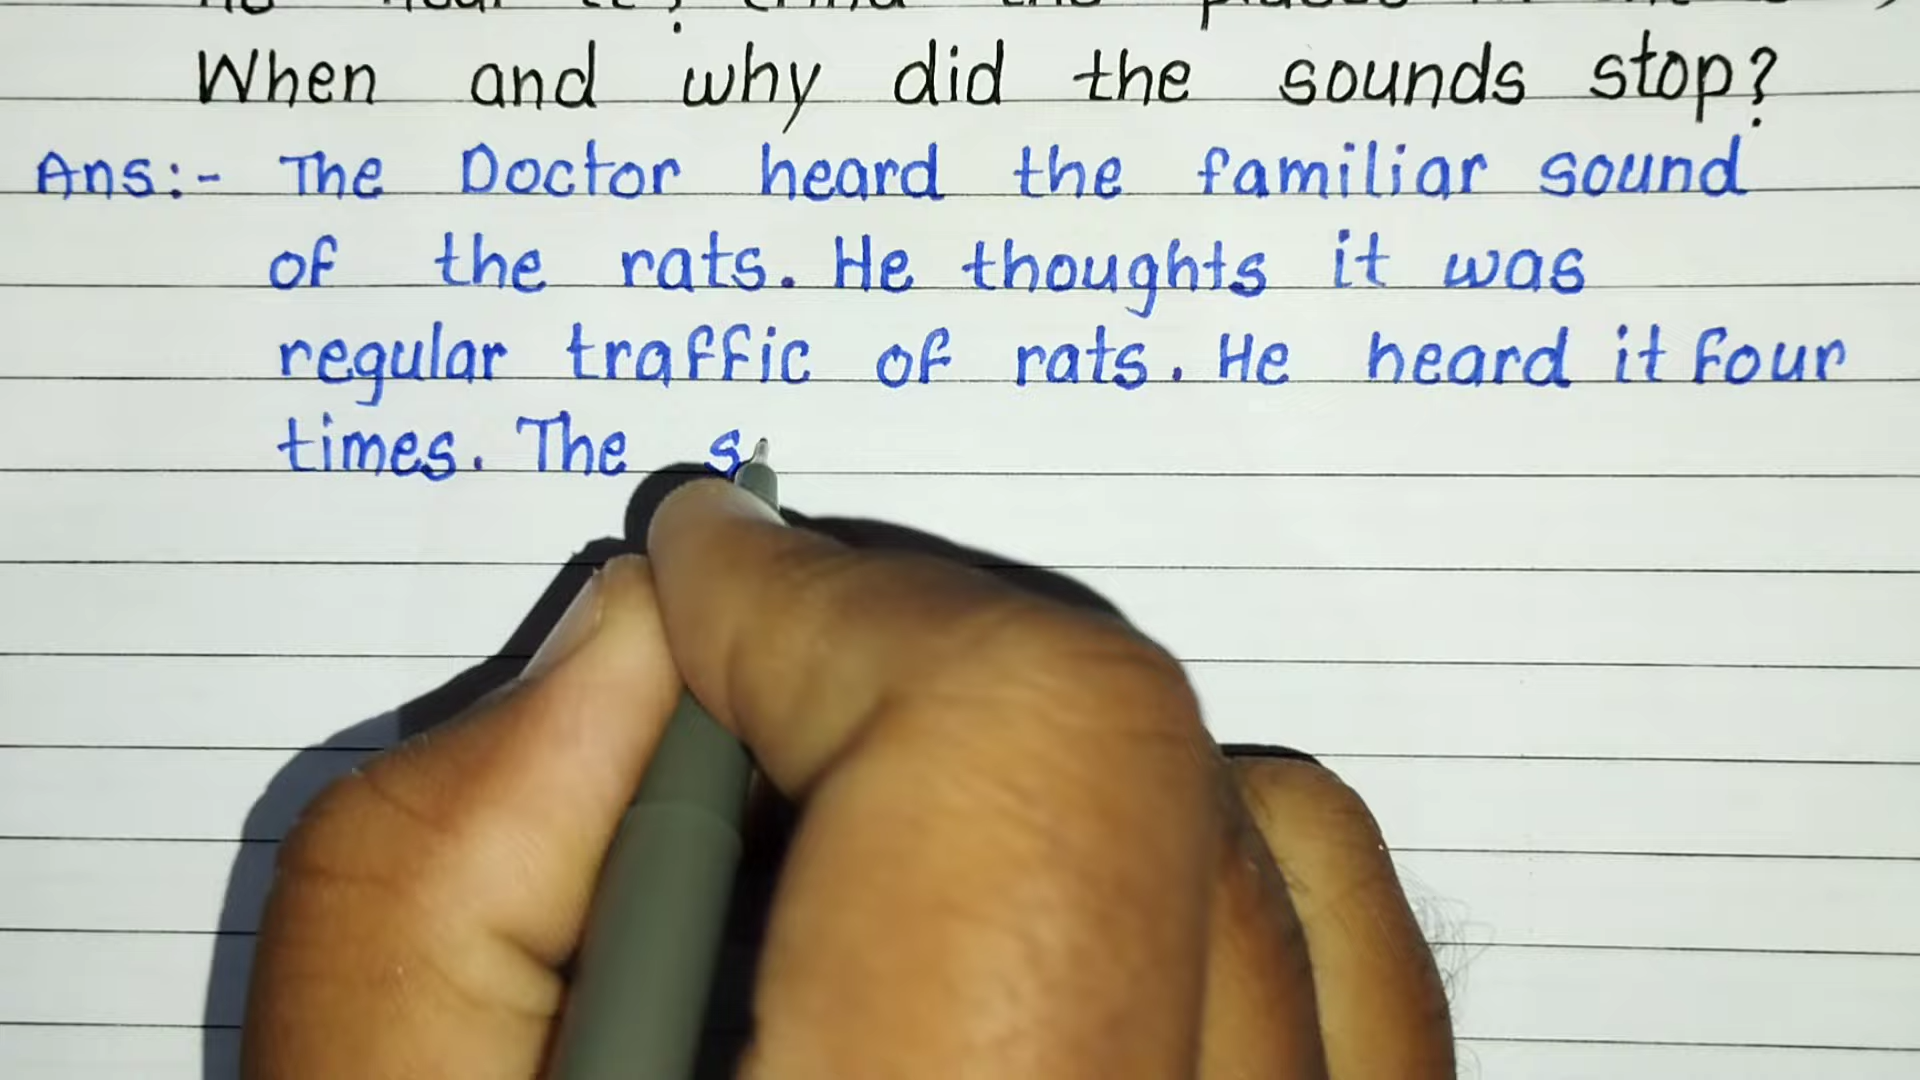 When and why did the sounds stop?
Ans:- The Doctor heard the familiar sound
of the rats. He thoughts it was
regular traffic of rats. He heard it four
times. The s